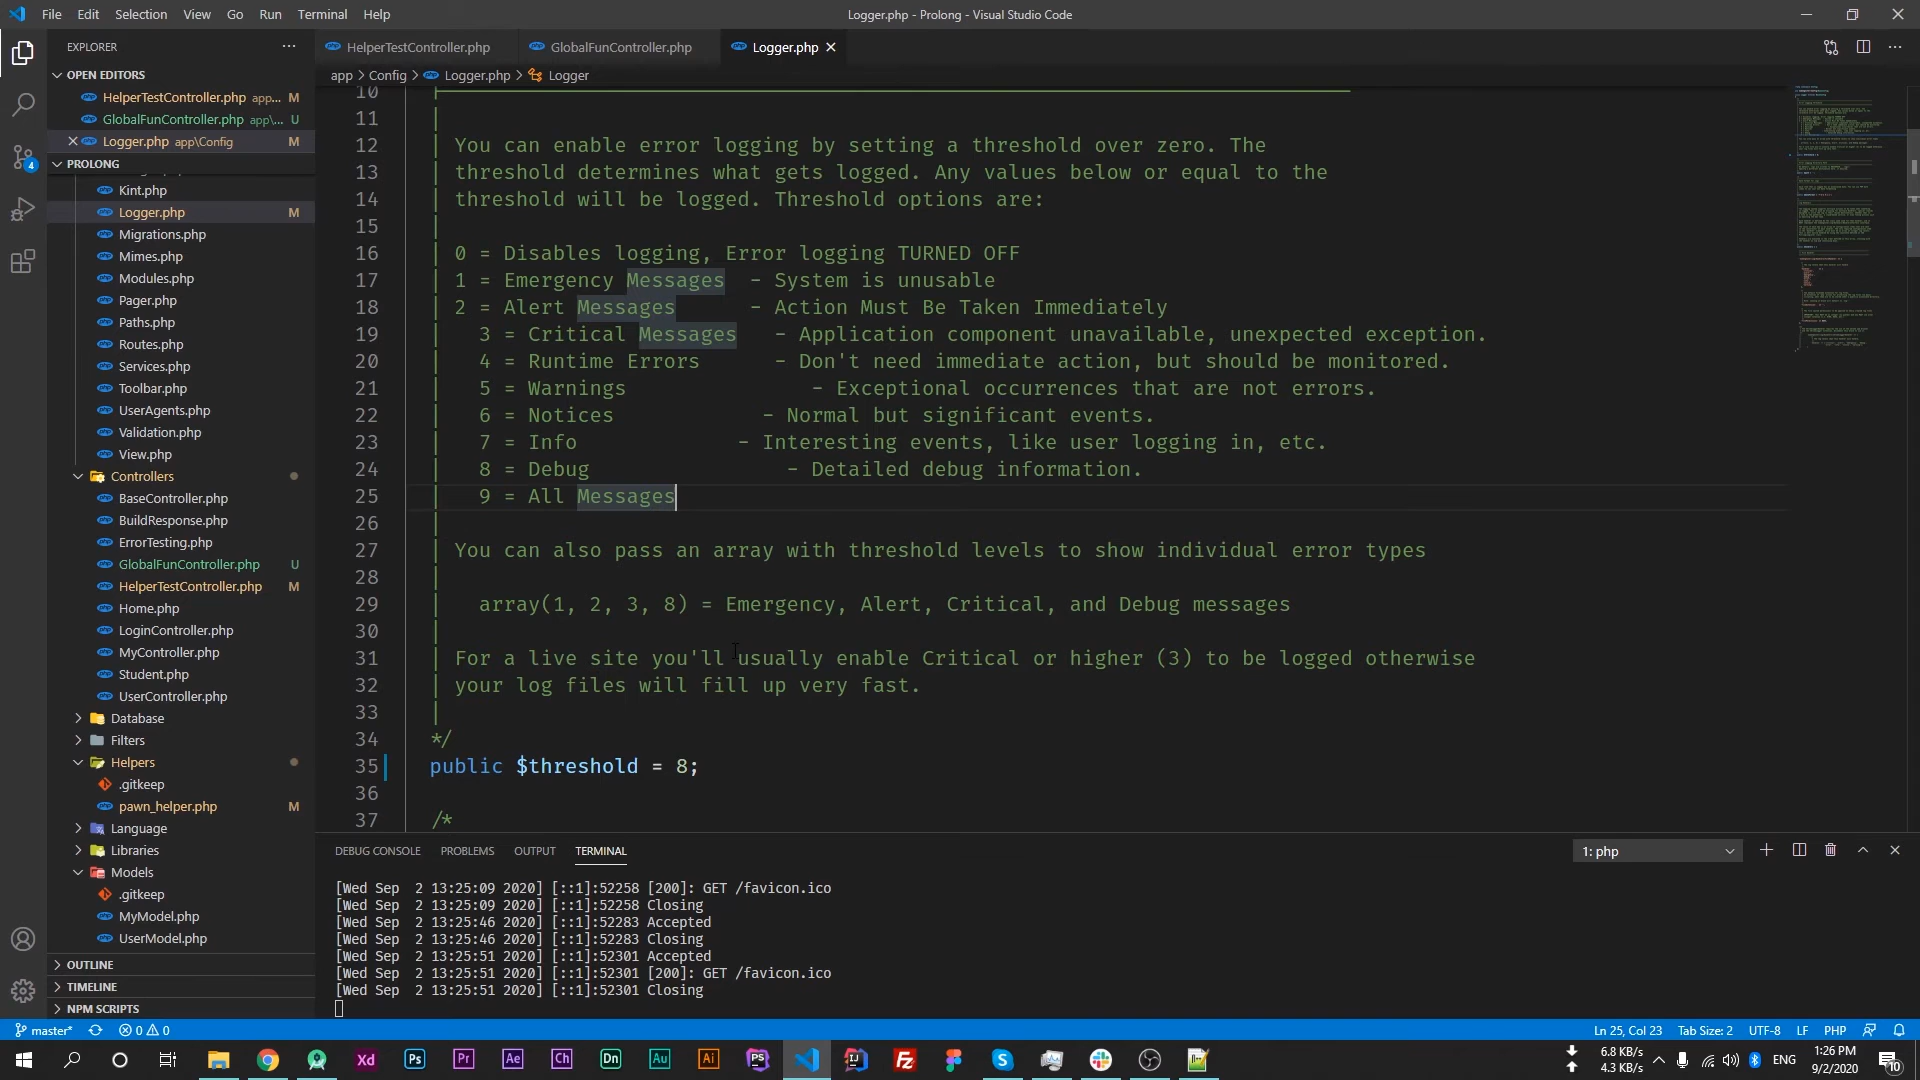 File Edit Selection View Go Run Terminal Help
Logger.php - Prolong - Visual Studio Code
EXPLORER
OPEN EDITORS
HelperTestController.php app... M
GlobalFunController.php app\... U
Logger.php app\Config M
PROLONG
Kint.php
Logger.php M
Migrations.php
Mimes.php
Modules.php
Pager.php
Paths.php
Routes.php
Services.php
Toolbar.php
UserAgents.php
Validation.php
View.php
Controllers
BaseController.php
BuildResponse.php
ErrorTesting.php
GlobalFunController.php U
HelperTestController.php M
Home.php
LoginController.php
MyController.php
Student.php
UserController.php
Database
Filters
Helpers
.gitkeep
pawn_helper.php M
Language
Libraries
Models
.gitkeep
MyModel.php
UserModel.php
OUTLINE
TIMELINE
NPM SCRIPTS
HelperTestController.php GlobalFunController.php Logger.php
app > Config > Logger.php > Logger
10
11 |
12 | You can enable error logging by setting a threshold over zero. The
13 | threshold determines what gets logged. Any values below or equal to the
14 | threshold will be logged. Threshold options are:
15 |
16 | 0 = Disables logging, Error logging TURNED OFF
17 | 1 = Emergency Messages - System is unusable
18 | 2 = Alert Messages - Action Must Be Taken Immediately
19 | 3 = Critical Messages - Application component unavailable, unexpected exception.
20 | 4 = Runtime Errors - Don't need immediate action, but should be monitored.
21 | 5 = Warnings - Exceptional occurrences that are not errors.
22 | 6 = Notices - Normal but significant events.
23 | 7 = Info - Interesting events, like user logging in, etc.
24 | 8 = Debug - Detailed debug information.
25 | 9 = All Messages
26 |
27 | You can also pass an array with threshold levels to show individual error types
28 |
29 | array(1, 2, 3, 8) = Emergency, Alert, Critical, and Debug messages
30 |
31 | For a live site you'll usually enable Critical or higher (3) to be logged otherwise
32 | your log files will fill up very fast.
33 |
34 */
35 public $threshold = 8;
36
37 /*
DEBUG CONSOLE PROBLEMS OUTPUT TERMINAL 1: php
[Wed Sep 2 13:25:09 2020] [::1]:52258 [200]: GET /favicon.ico
[Wed Sep 2 13:25:09 2020] [::1]:52258 Closing
[Wed Sep 2 13:25:46 2020] [::1]:52283 Accepted
[Wed Sep 2 13:25:46 2020] [::1]:52283 Closing
[Wed Sep 2 13:25:51 2020] [::1]:52301 Accepted
[Wed Sep 2 13:25:51 2020] [::1]:52301 [200]: GET /favicon.ico
[Wed Sep 2 13:25:51 2020] [::1]:52301 Closing
4
master* 0 0 Ln 25, Col 23 Tab Size: 2 UTF-8 LF PHP
Xd Ps Pr Ae Ch Dn Au Ai PS IJ Fz S
6.8 KB/s
4.3 KB/s
ENG
1:26 PM
9/2/2020
10